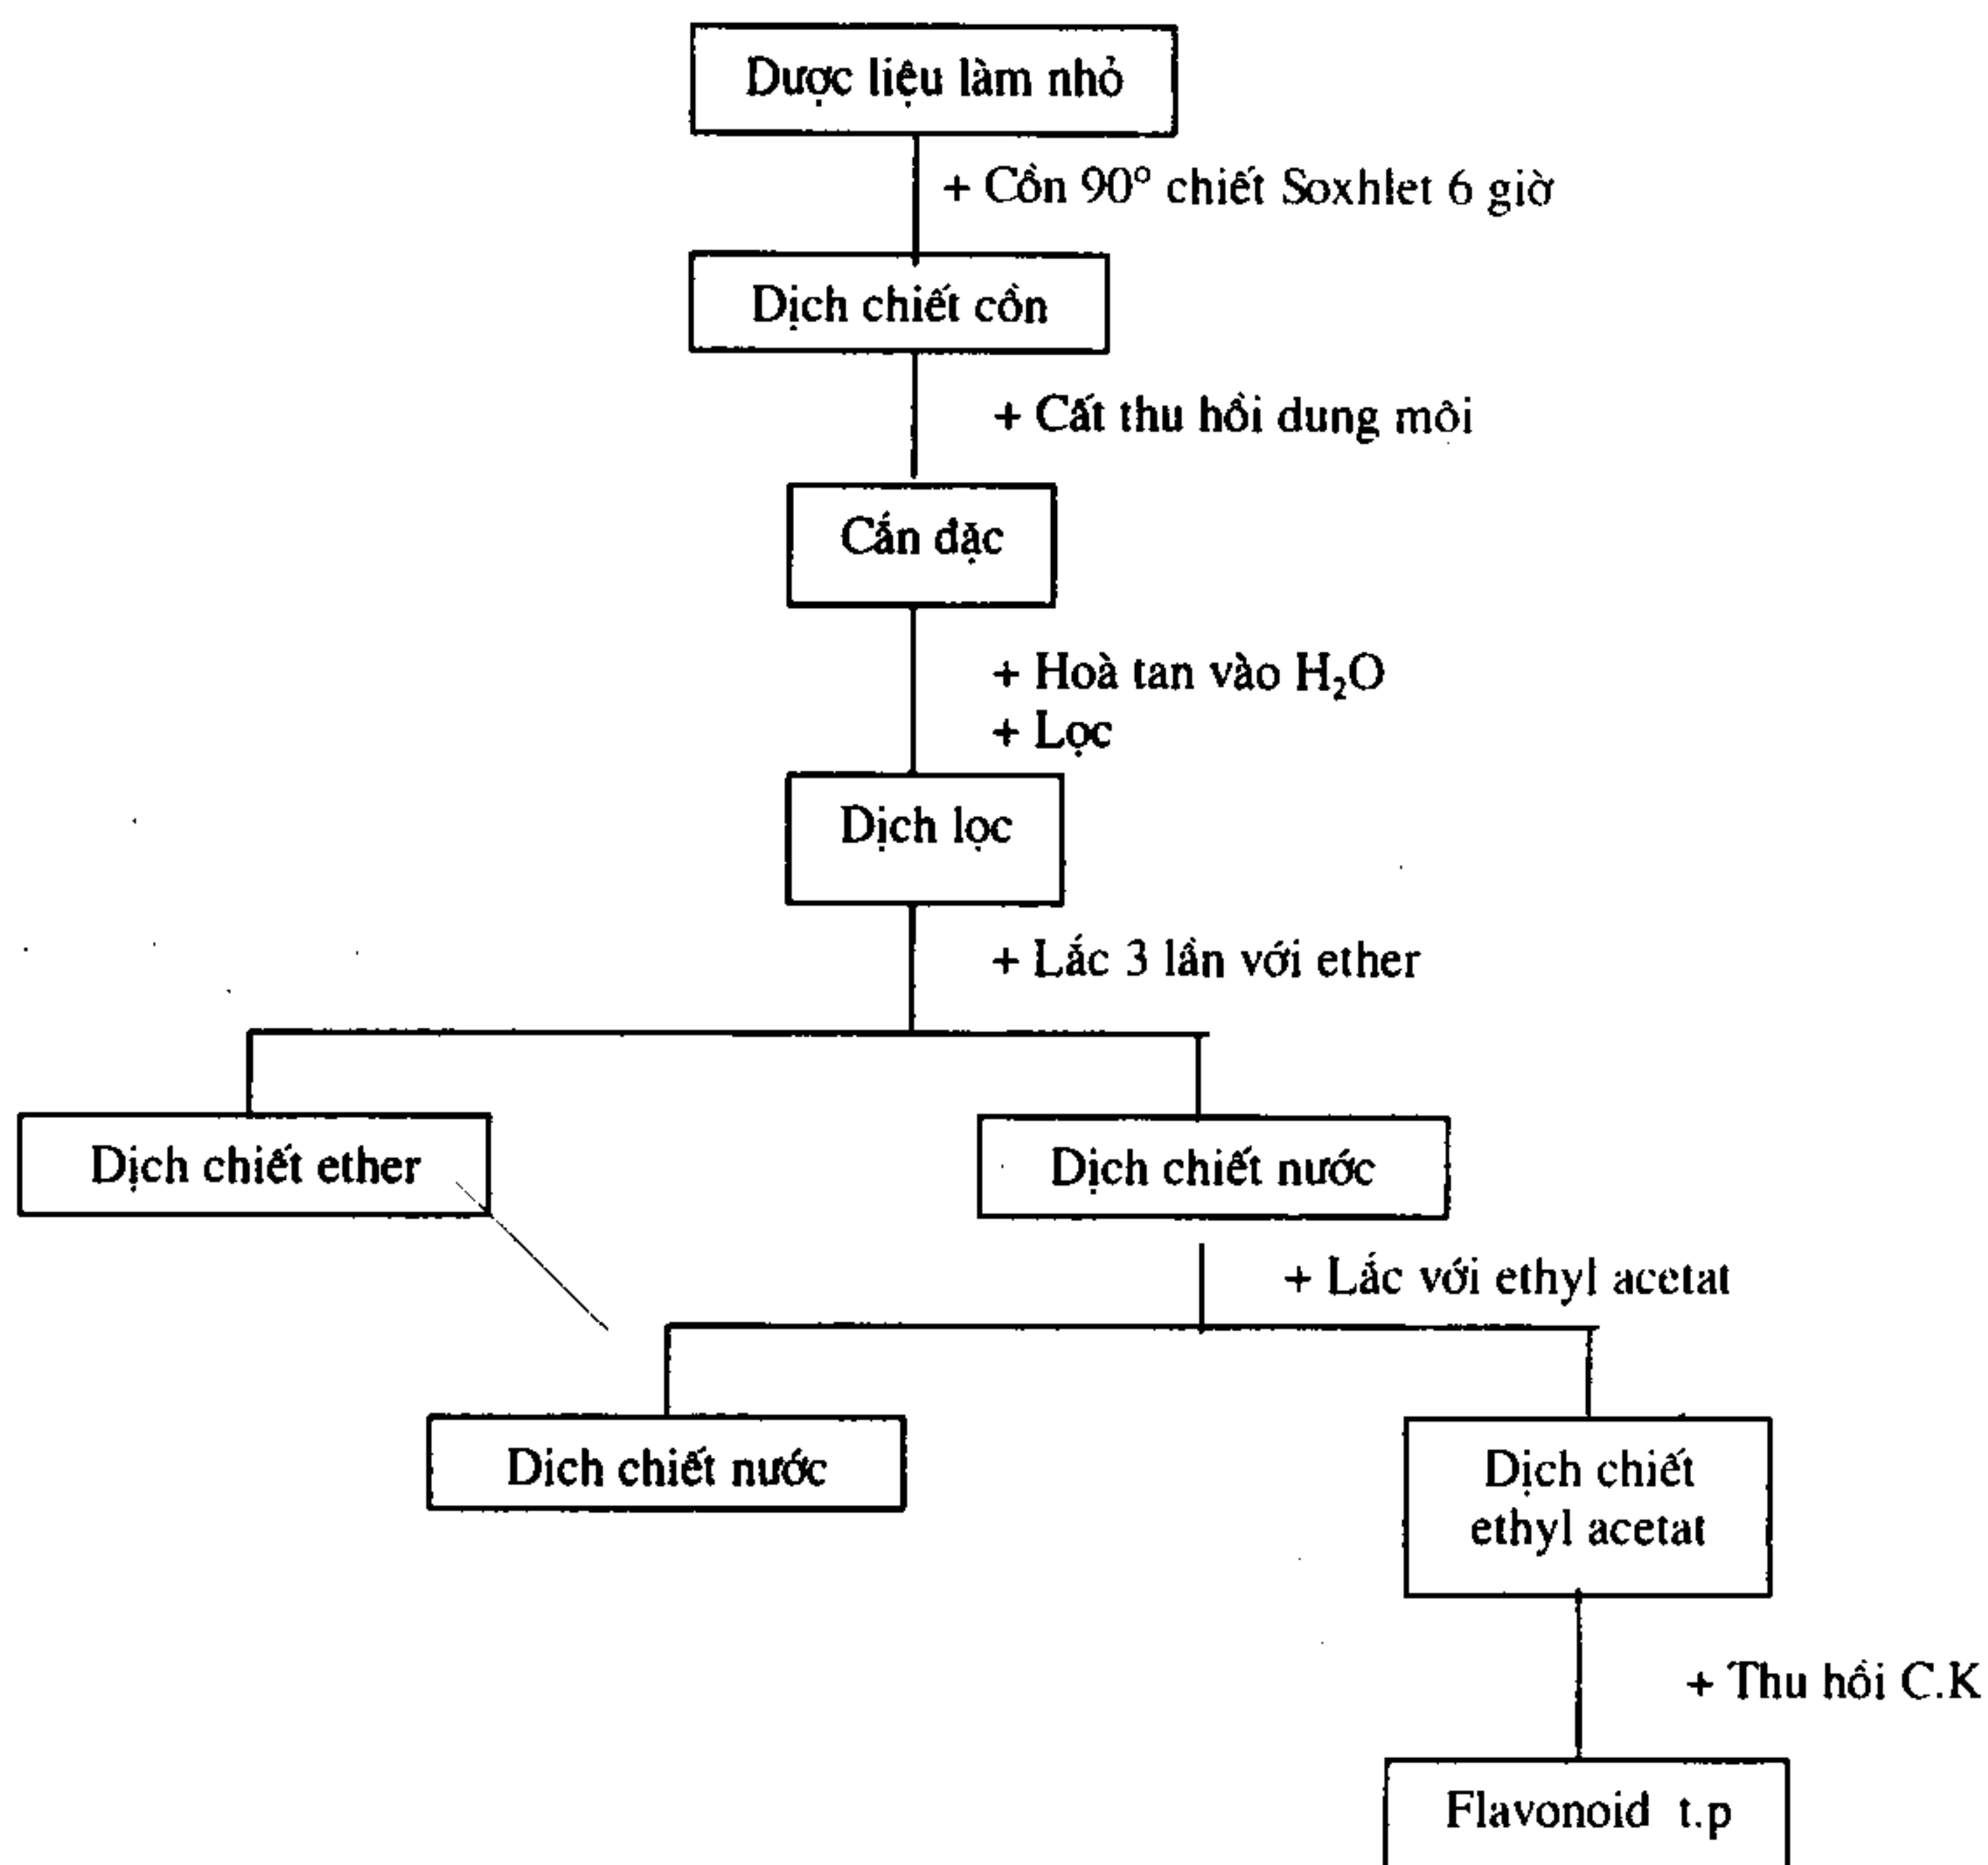 Dược liệu làm nhỏ
+ Cồn 90° chiết Soxhlet 6 giờ
Dịch chiết cồn
+ Cất thu hồi dung môi
Cắn đặc
+ Hoà tan vào H₂O
+ Lọc
Dịch lọc
+ Lắc 3 lần với ether
Dịch chiết ether
Dịch chiết nước
+ Lắc với ethyl acetat
Dich chiết nước
Dịch chiết
ethyl acetat
+ Thu hồi C.K
Flavonoid t.p